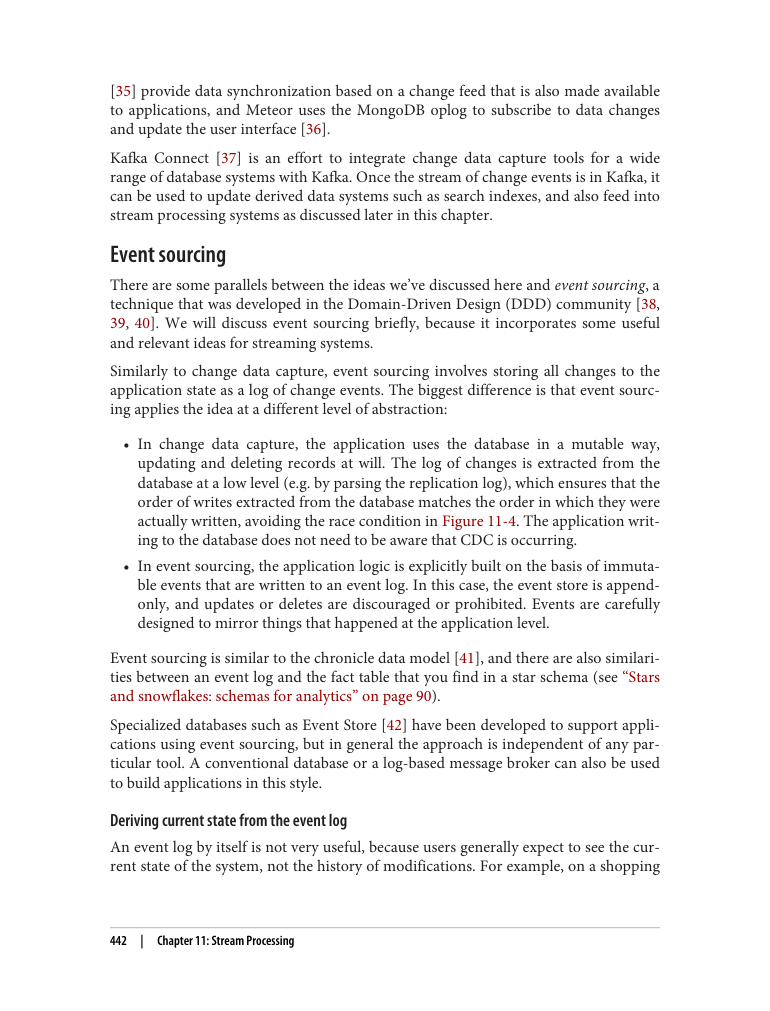 [35] provide data synchronization based on a change feed that is also made available
to applications, and Meteor uses the MongoDB oplog to subscribe to data changes
and update the user interface [36].
Kafka Connect [37] is an effort to integrate change data capture tools for a wide
range of database systems with Kafka. Once the stream of change events is in Kafka, it
can be used to update derived data systems such as search indexes, and also feed into
stream processing systems as discussed later in this chapter.
Event sourcing
There are some parallels between the ideas we’ve discussed here and event sourcing, a
technique that was developed in the Domain-Driven Design (DDD) community [38,
39, 40]. We will discuss event sourcing briefly, because it incorporates some useful
and relevant ideas for streaming systems.
Similarly to change data capture, event sourcing involves storing all changes to the
application state as a log of change events. The biggest difference is that event sourc-
ing applies the idea at a different level of abstraction:
• In change data capture, the application uses the database in a mutable way,
updating and deleting records at will. The log of changes is extracted from the
database at a low level (e.g. by parsing the replication log), which ensures that the
order of writes extracted from the database matches the order in which they were
actually written, avoiding the race condition in Figure 11-4. The application writ-
ing to the database does not need to be aware that CDC is occurring.
• In event sourcing, the application logic is explicitly built on the basis of immuta-
ble events that are written to an event log. In this case, the event store is append-
only, and updates or deletes are discouraged or prohibited. Events are carefully
designed to mirror things that happened at the application level.
Event sourcing is similar to the chronicle data model [41], and there are also similari-
ties between an event log and the fact table that you find in a star schema (see “Stars
and snowflakes: schemas for analytics” on page 90).
Specialized databases such as Event Store [42] have been developed to support appli-
cations using event sourcing, but in general the approach is independent of any par-
ticular tool. A conventional database or a log-based message broker can also be used
to build applications in this style.
Deriving current state from the event log
An event log by itself is not very useful, because users generally expect to see the cur-
rent state of the system, not the history of modifications. For example, on a shopping
442 | Chapter 11: Stream Processing